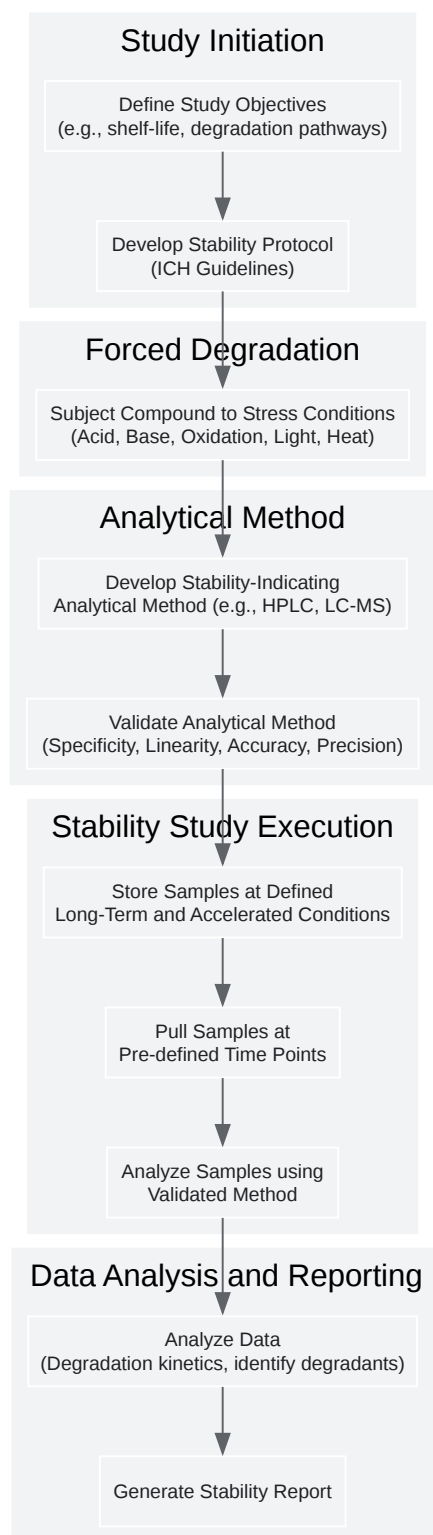 Study Initiation
Define Study Objectives
(e.g., shelf-life, degradation pathways)
Develop Stability Protocol
(ICH Guidelines)
Forced Degradation
Subject Compound to Stress Conditions
(Acid, Base, Oxidation, Light, Heat)
Analytical Method
Develop Stability-Indicating
Analytical Method (e.g., HPLC, LC-MS)
Validate Analytical Method
(Specificity, Linearity, Accuracy, Precision)
Stability Study Execution
Store Samples at Defined
Long-Term and Accelerated Conditions
Pull Samples at
Pre-defined Time Points
Analyze Samples using
Validated Method
Data Analysis and Reporting
Analyze Data
(Degradation kinetics, identify degradants)
Generate Stability Report